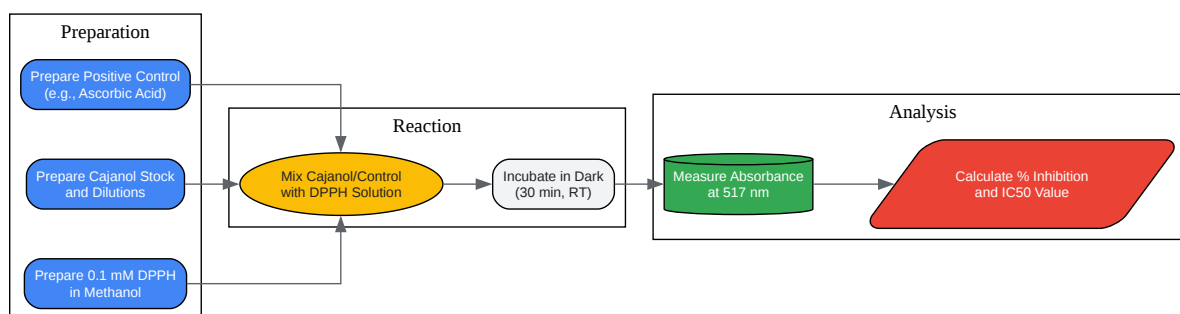 Preparation
Prepare Positive Control
(e.g., Ascorbic Acid)
Prepare Cajanol Stock
and Dilutions
Prepare 0.1 mM DPPH
in Methanol
Reaction
Mix Cajanol/Control
with DPPH Solution
Incubate in Dark
(30 min, RT)
Analysis
Measure Absorbance
at 517 nm
Calculate % Inhibition
and IC50 Value